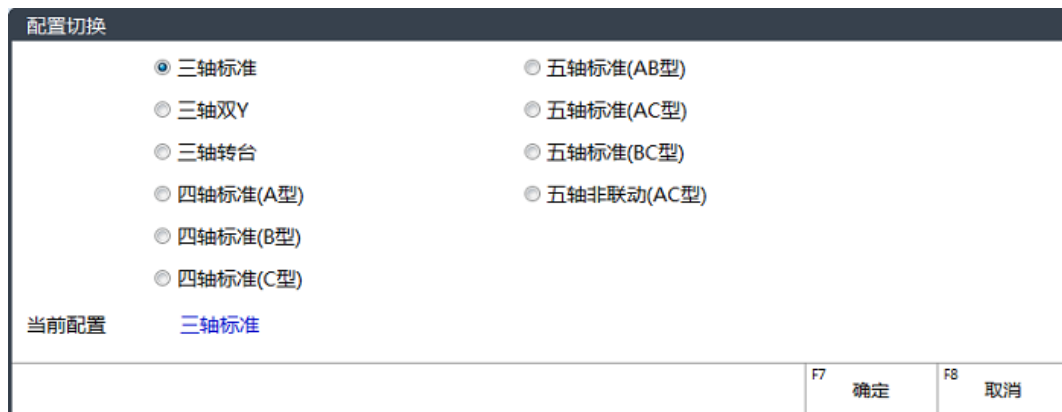 配置切换
三轴标准
五轴标准(AB型)
三轴双Y
五轴标准(AC型)
三轴转台
五轴标准(BC型)
四轴标准(A型)
五轴非联动(AC型)
四轴标准(B型)
四轴标准(C型)
当前配置 三轴标准
F7 确定 F8 取消